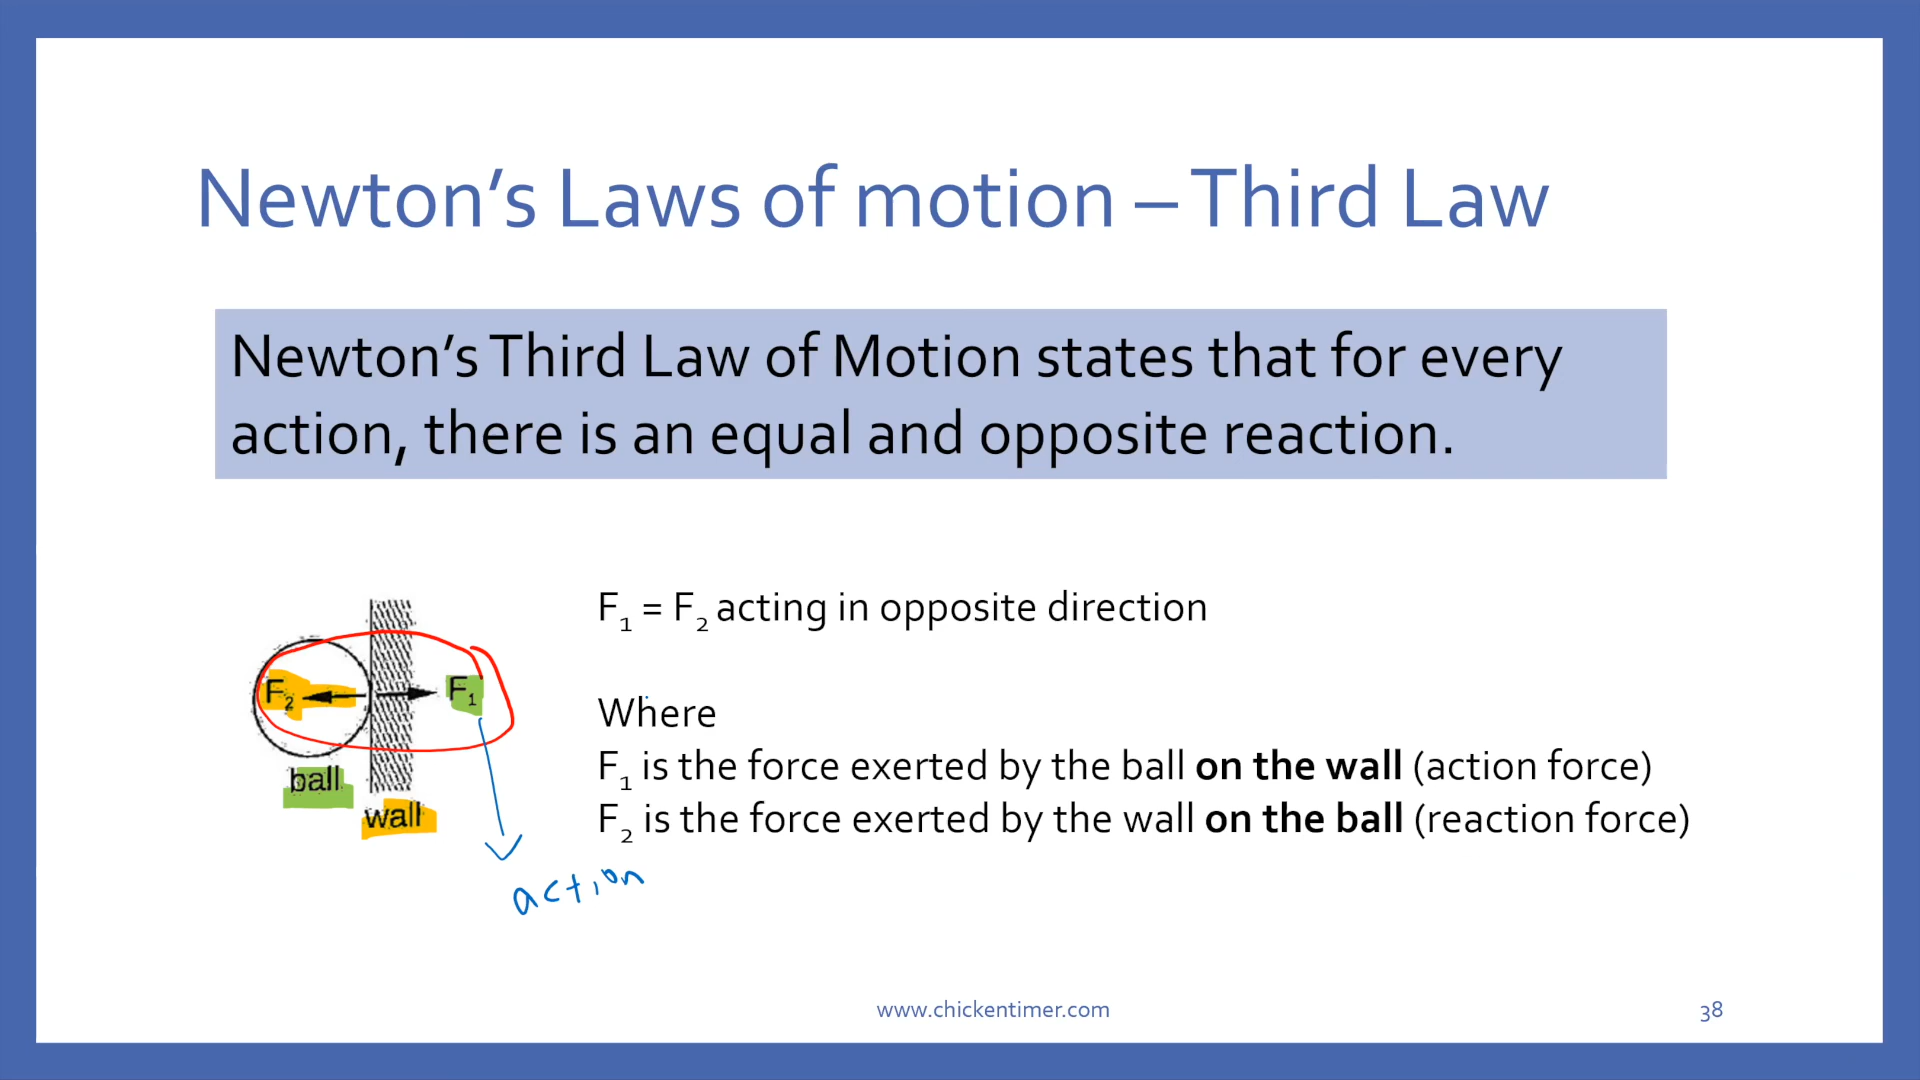 Newton’s Laws of motion – Third Law
Newton’s Third Law of Motion states that for every
action, there is an equal and opposite reaction.
F₁ = F₂ acting in opposite direction
Where
F₁ is the force exerted by the ball on the wall (action force)
F₂ is the force exerted by the wall on the ball (reaction force)
F₂ F₁
ball
wall
action
www.chickentimer.com
38